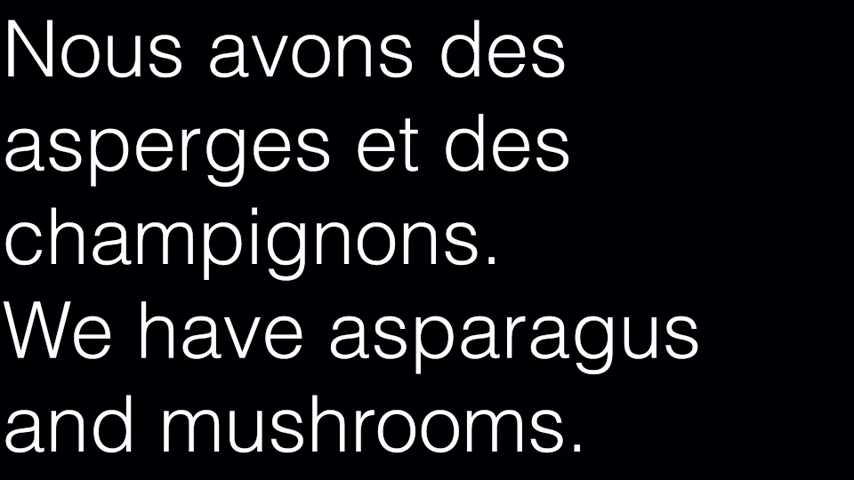 Nous avons des
asperges et des
champignons.
We have asparagus
and mushrooms.